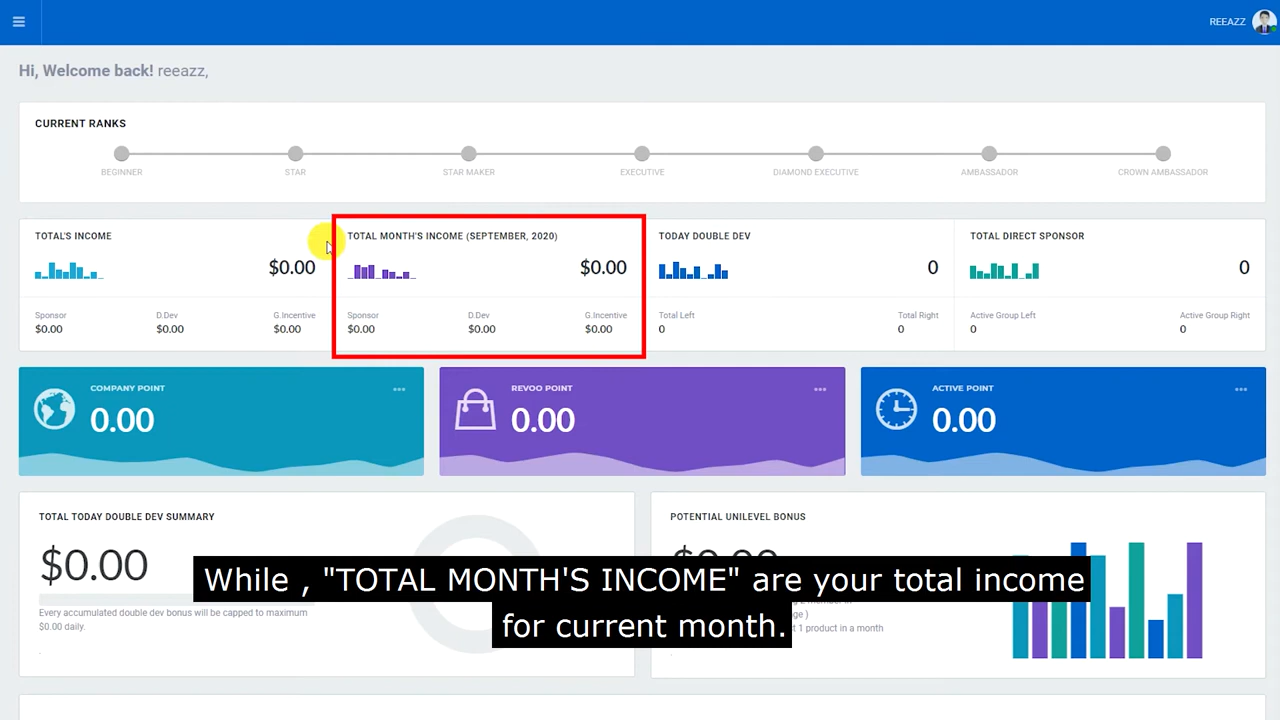 REEAZZ
Hi, Welcome back! reeazz,
CURRENT RANKS
BEGINNER STAR STAR MAKER EXECUTIVE DIAMOND EXECUTIVE AMBASSADOR CROWN AMBASSADOR
TOTAL'S INCOME
$0.00
Sponsor D.Dev G.Incentive
$0.00 $0.00 $0.00
TOTAL MONTH'S INCOME (SEPTEMBER, 2020)
$0.00
Sponsor D.Dev G.Incentive
$0.00 $0.00 $0.00
TODAY DOUBLE DEV
0
Total Left Total Right
0 0
TOTAL DIRECT SPONSOR
0
Active Group Left Active Group Right
0 0
COMPANY POINT
0.00
REVOO POINT
0.00
ACTIVE POINT
0.00
TOTAL TODAY DOUBLE DEV SUMMARY
$0.00
Every accumulated double dev bonus will be capped to maximum
$0.00 daily.
POTENTIAL UNILEVEL BONUS
$0.00
1 product in a month
While , "TOTAL MONTH'S INCOME" are your total income
for current month.